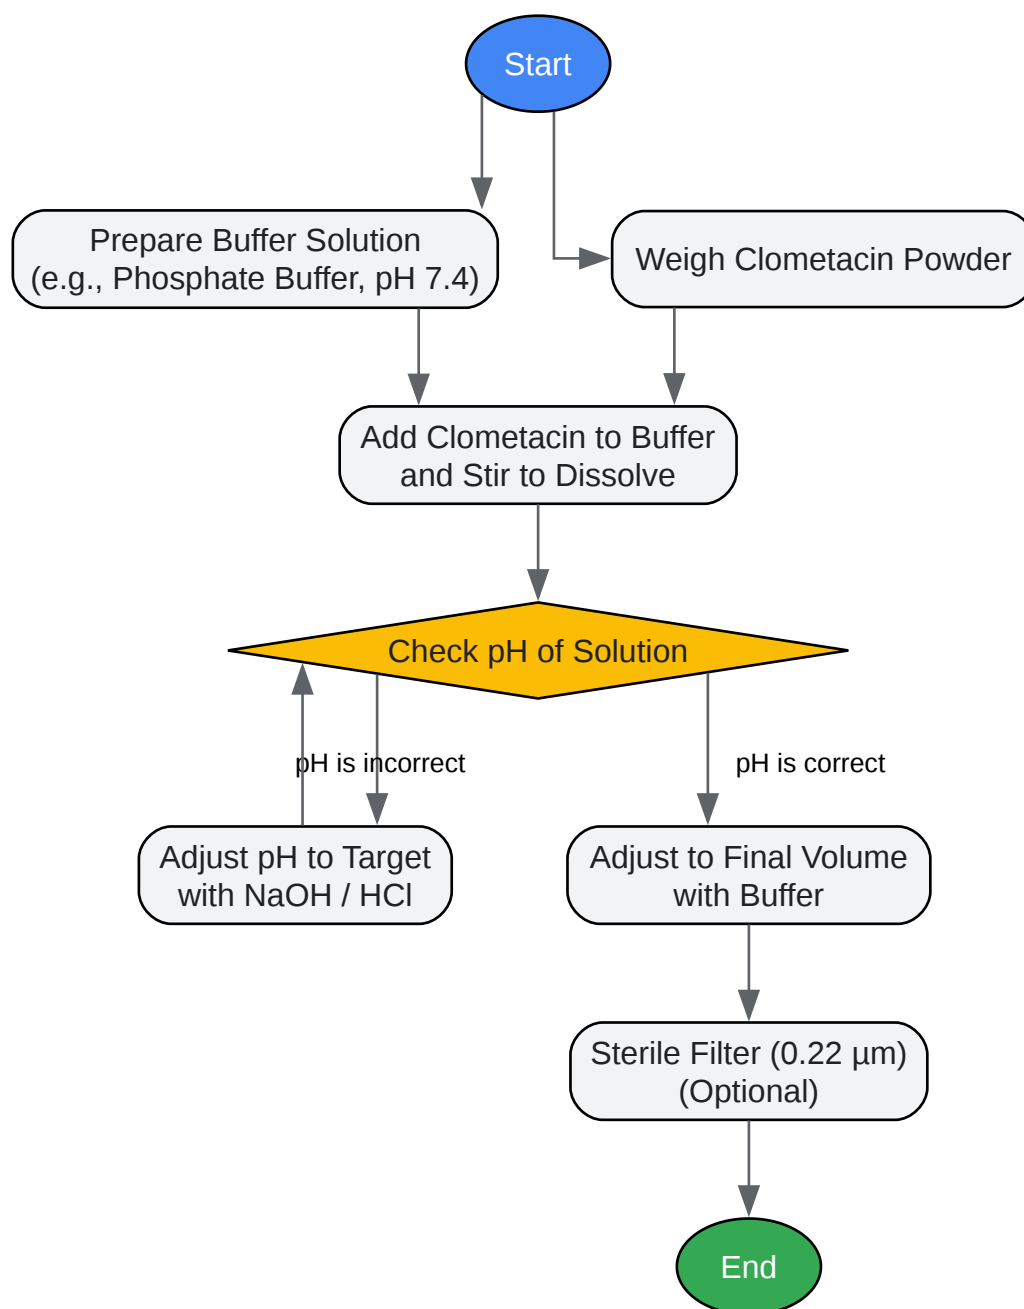 Start
Prepare Buffer Solution
(e.g., Phosphate Buffer, pH 7.4)
Weigh Clometacin Powder
Add Clometacin to Buffer
and Stir to Dissolve
Check pH of Solution
pH is incorrect
pH is correct
Adjust pH to Target
with NaOH / HCl
Adjust to Final Volume
with Buffer
Sterile Filter (0.22 µm)
(Optional)
End